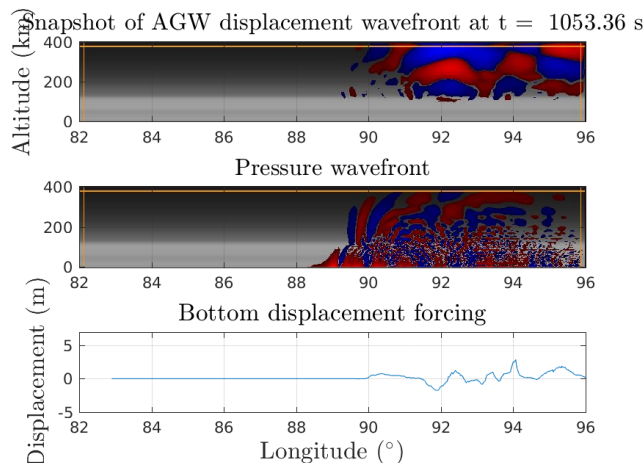 Snapshot of AGW displacement wavefront at t = 1053.36 s
Altitude (km)
400
200
0
82 84 86 88 90 92 94 96
Pressure wavefront
400
200
0
82 84 86 88 90 92 94 96
Bottom displacement forcing
Displacement (m)
5
0
-5
82 84 86 88 90 92 94 96
Longitude (°)